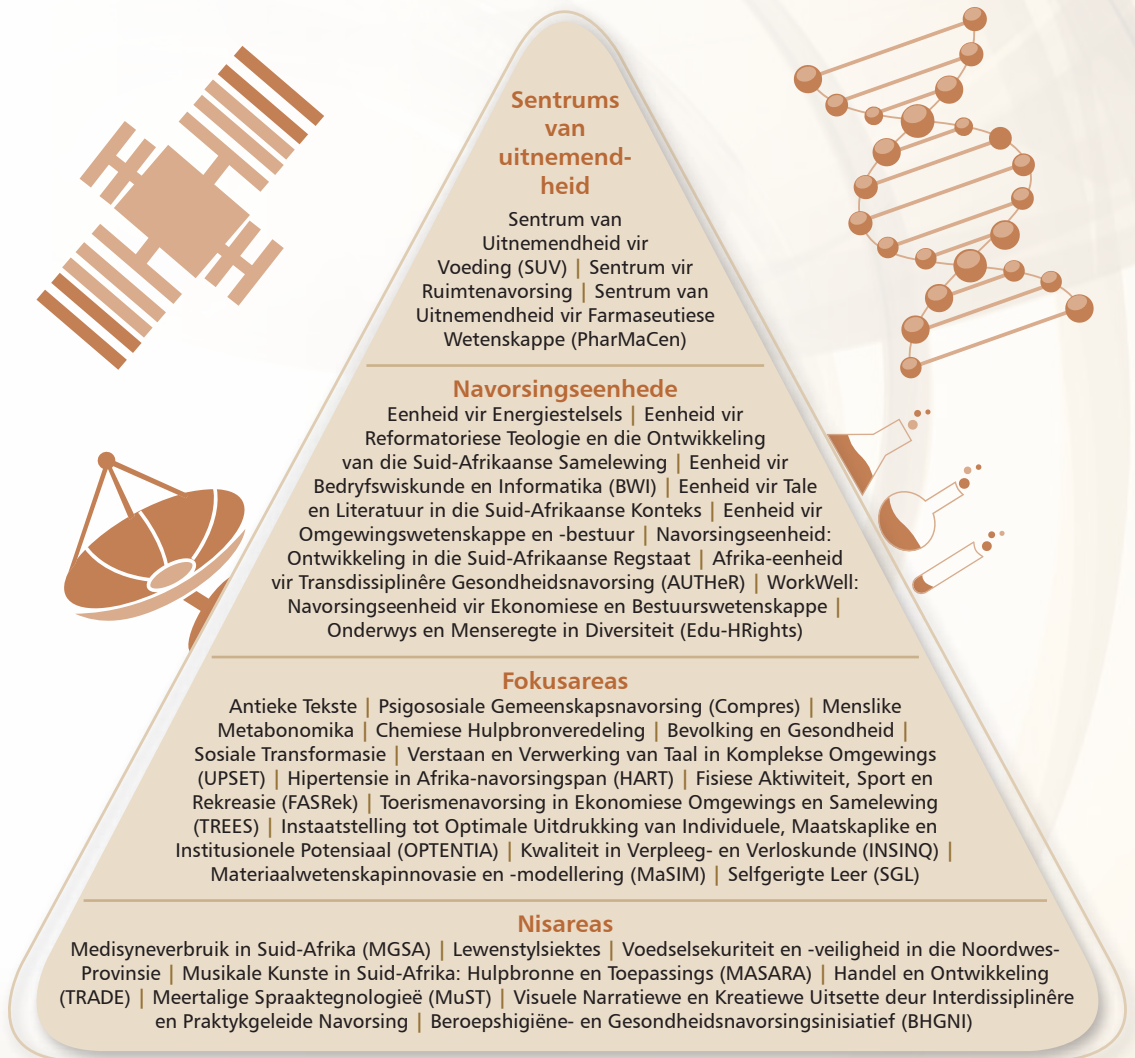 Sentrums
van
uitnemend-
heid
Sentrum van
Uitnemendheid vir
Voeding (SUV) | Sentrum vir
Ruimtenavorsing | Sentrum van
Uitnemendheid vir Farmaseutiese
Wetenskappe (PharMaCen)
Navorsingseenhede
Eenheid vir Energiestelsels | Eenheid vir
Reformatoriese Teologie en die Ontwikkeling
van die Suid-Afrikaanse Samelewing | Eenheid vir
Bedryfswiskunde en Informatika (BWI) | Eenheid vir Tale
en Literatuur in die Suid-Afrikaanse Konteks | Eenheid vir
Omgewingswetenskappe en -bestuur | Navorsingseenheid:
Ontwikkeling in die Suid-Afrikaanse Regstaat | Afrika-eenheid
vir Transdissiplinêre Gesondheidsnavorsing (AUTHeR) | WorkWell:
Navorsingseenheid vir Ekonomiese en Bestuurswetenskappe |
Onderwys en Menseregte in Diversiteit (Edu-HRights)
Fokusareas
Antieke Tekste | Psigososiale Gemeenskapsnavorsing (Compres) | Menslike
Metabonomika | Chemiese Hulpbronveredeling | Bevolking en Gesondheid |
Sosiale Transformasie | Verstaan en Verwerking van Taal in Komplekse Omgewings
(UPSET) | Hipertensie in Afrika-navorsingspan (HART) | Fisiese Aktiwiteit, Sport en
Rekreasie (FASRek) | Toerismenavorsing in Ekonomiese Omgewings en Samelewing
(TREES) | Instaatstelling tot Optimale Uitdrukking van Individuele, Maatskaplike en
Institusionele Potensiaal (OPTENTIA) | Kwaliteit in Verpleeg- en Verloskunde (INSINQ) |
Materiaalwetenskapinnovasie en -modellering (MaSIM) | Selfgerigte Leer (SGL)
Nisareas
Medisyneverbruik in Suid-Afrika (MGSA) | Lewenstylsiektes | Voedselsekuriteit en -veiligheid in die Noordwes-
Provinsie | Musikale Kunste in Suid-Afrika: Hulpbronne en Toepassings (MASARA) | Handel en Ontwikkeling
(TRADE) | Meertalige Spraaktegnologieë (MuST) | Visuele Narratiewe en Kreatiewe Uitsette deur Interdissiplinêre
en Praktykgeleide Navorsing | Beroepshigiëne- en Gesondheidsnavorsingsinisiatief (BHGNI)